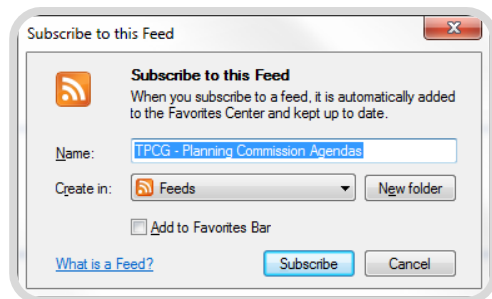 Subscribe to this Feed
Subscribe to this Feed
When you subscribe to a feed, it is automatically added
to the Favorites Center and kept up to date.
Name: TPCG - Planning Commission Agendas
Create in: Feeds New folder
Add to Favorites Bar
What is a Feed? Subscribe Cancel